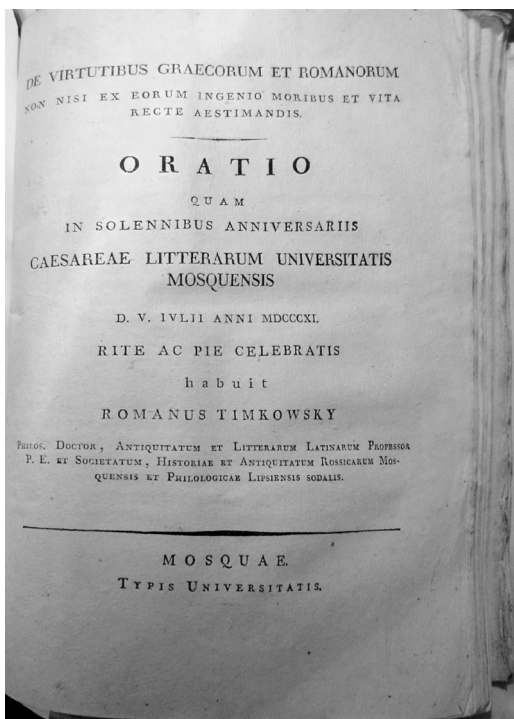 DE VIRTUTIBUS GRAECORUM ET ROMANORUM
NON NISI EX EORUM INGENIO MORIBUS ET VITA
RECTE AESTIMANDIS.
ORATIO
QUAM
IN SOLENNIBUS ANNIVERSARIIS
CAESAREAE LITTERARUM UNIVERSITATIS
MOSQUENSIS
D. V. IVLII ANNI MDCCCXI.
RITE AC PIE CELEBRATIS
habuit
ROMANUS TIMKOWSKY
Philos. Doctor, Antiquitatum et Litterarum Latinarum Professor
P. E. et Societatum, Historiae et Antiquitatum Rossicarum Mos-
quensis et Philologicae Lipsiensis sodalis.
MOSQUAE.
Typis Universitatis.